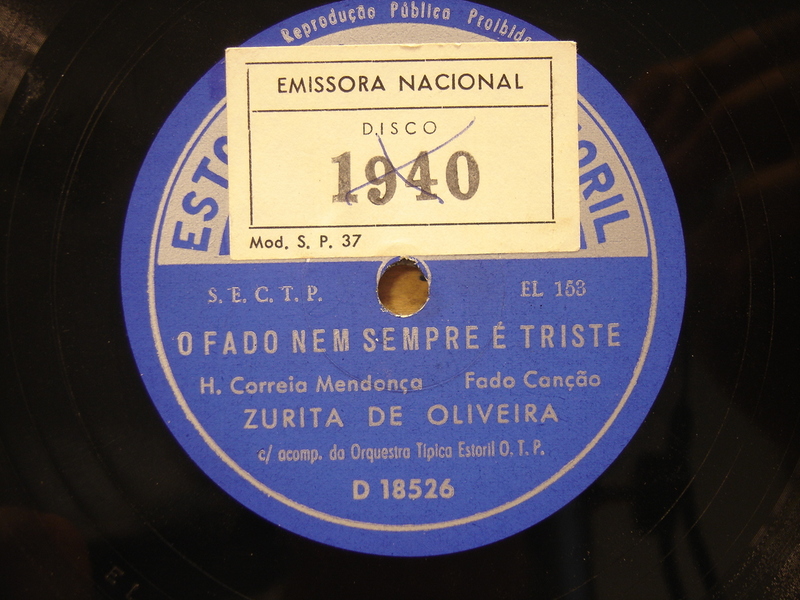 Reprodução Pública Proibida
EMISSORA NACIONAL
DISCO
1940
Mod. S. P. 37
S. E. C. T. P.
EL 153
O FADO NEM SEMPRE É TRISTE
H. Correia Mendonça Fado Canção
ZURITA DE OLIVEIRA
c/ acomp. da Orquestra Típica Estoril O. T. P.
D 18526